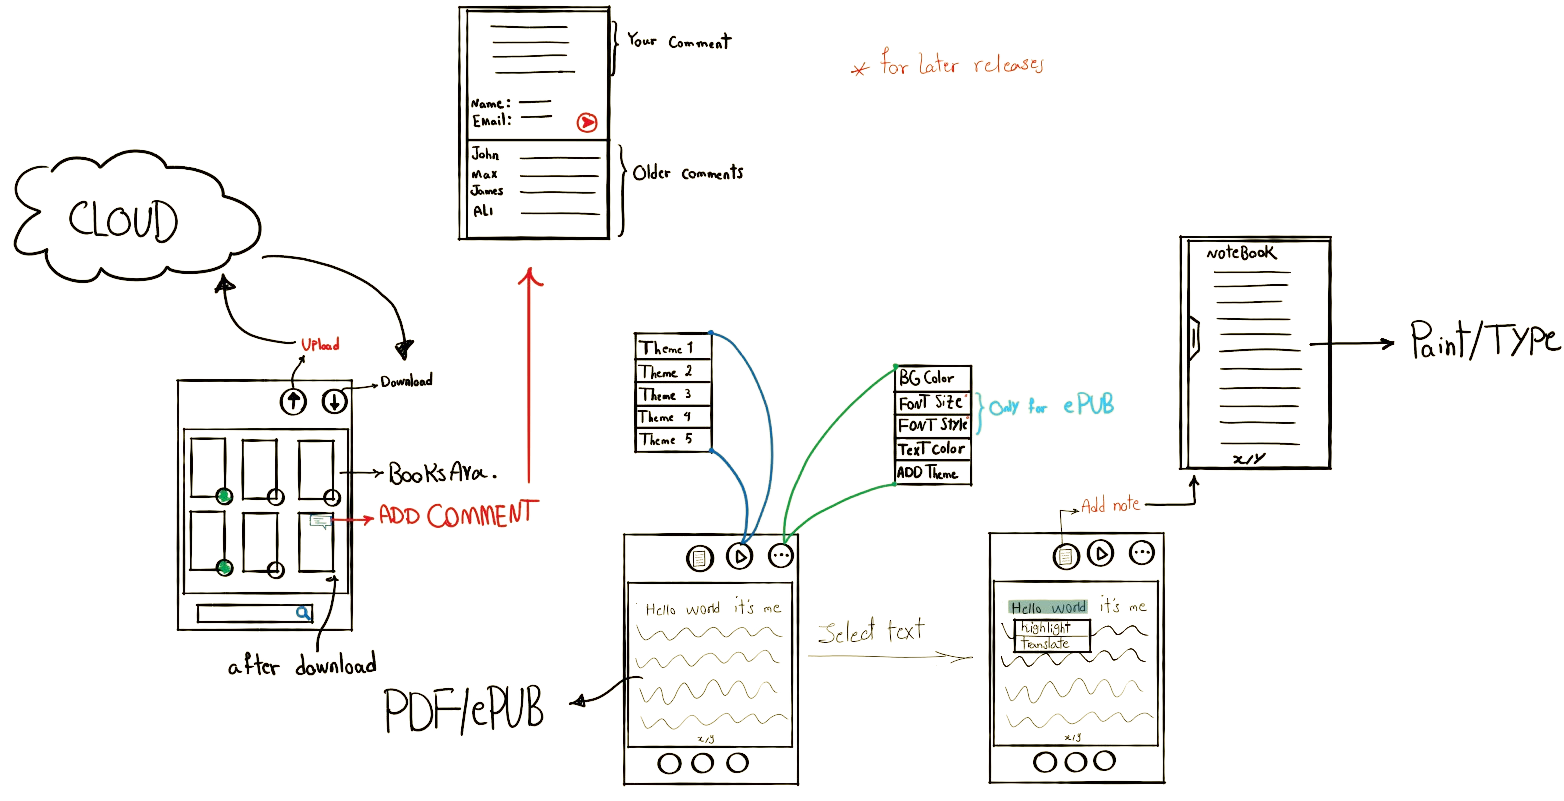 Your Comment
* for later releases
Name:
Email:
John
Max
James
Ali
Older comments
CLOUD
Upload
Download
Books Ara.
ADD COMMENT
after download
Theme 1
Theme 2
Theme 3
Theme 4
Theme 5
BG Color
FONT Size*
FONT Style*
Text Color
ADD Theme
Only for ePUB
NoteBook
x/y
Paint/TYPE
Add note
Hello world it's me
x/y
PDF/ePUB
Select text
Hello world it's me
highlight
Translate
x/y